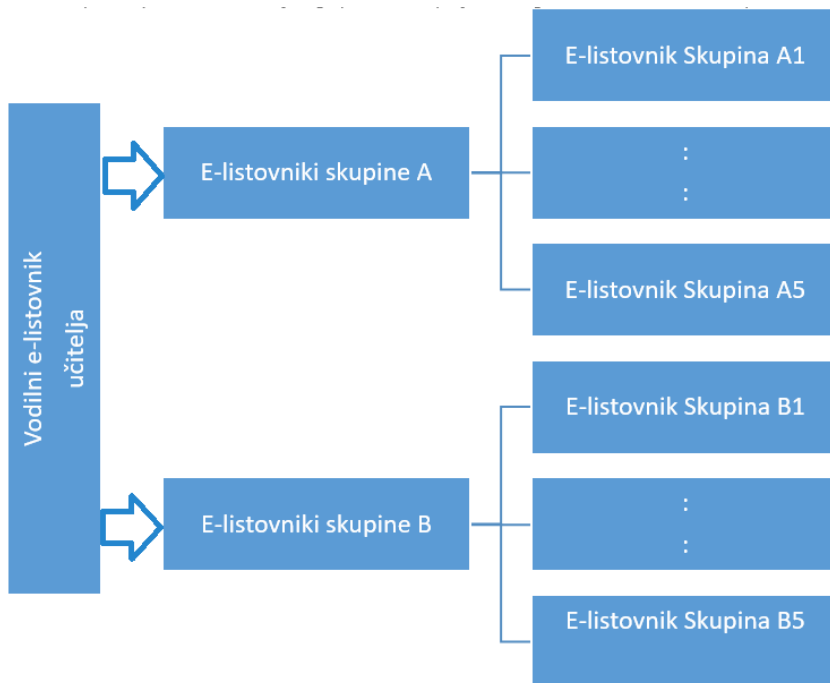 Vodilni e-listovnik
učitelja
E-listovniki skupine A
E-listovnik Skupina A1
:
:
E-listovnik Skupina A5
E-listovniki skupine B
E-listovnik Skupina B1
:
:
E-listovnik Skupina B5